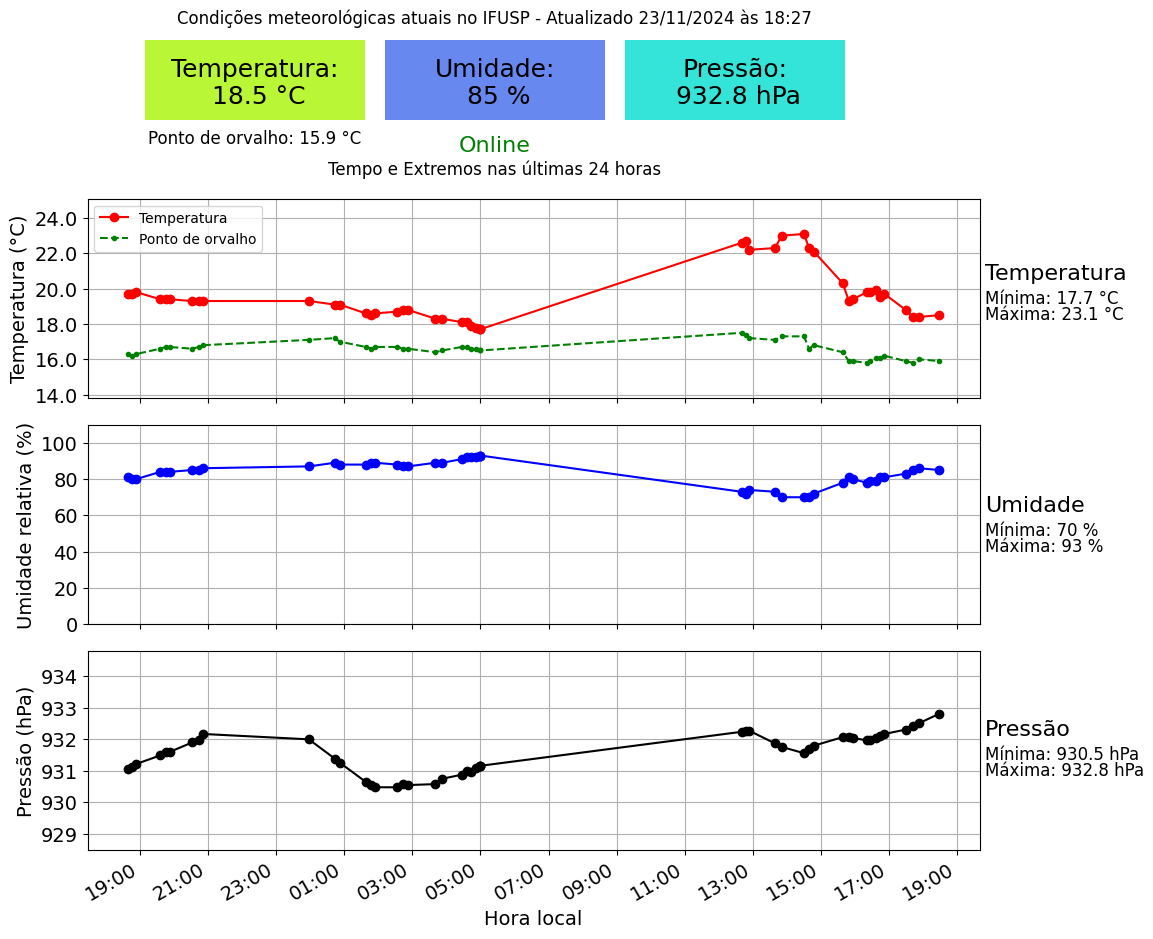 Condições meteorológicas atuais no IFUSP - Atualizado 23/11/2024 às 18:27
Temperatura:
18.5 °C
Umidade:
85 %
Pressão:
932.8 hPa
Ponto de orvalho: 15.9 °C
Online
Tempo e Extremos nas últimas 24 horas
Temperatura (°C)
24.0
22.0
20.0
18.0
16.0
14.0
Temperatura
Ponto de orvalho
Temperatura
Mínima: 17.7 °C
Máxima: 23.1 °C
Umidade relativa (%)
100
80
60
40
20
0
Umidade
Mínima: 70 %
Máxima: 93 %
Pressão (hPa)
934
933
932
931
930
929
Pressão
Mínima: 930.5 hPa
Máxima: 932.8 hPa
19:00
21:00
23:00
01:00
03:00
05:00
07:00
09:00
11:00
13:00
15:00
17:00
19:00
Hora local